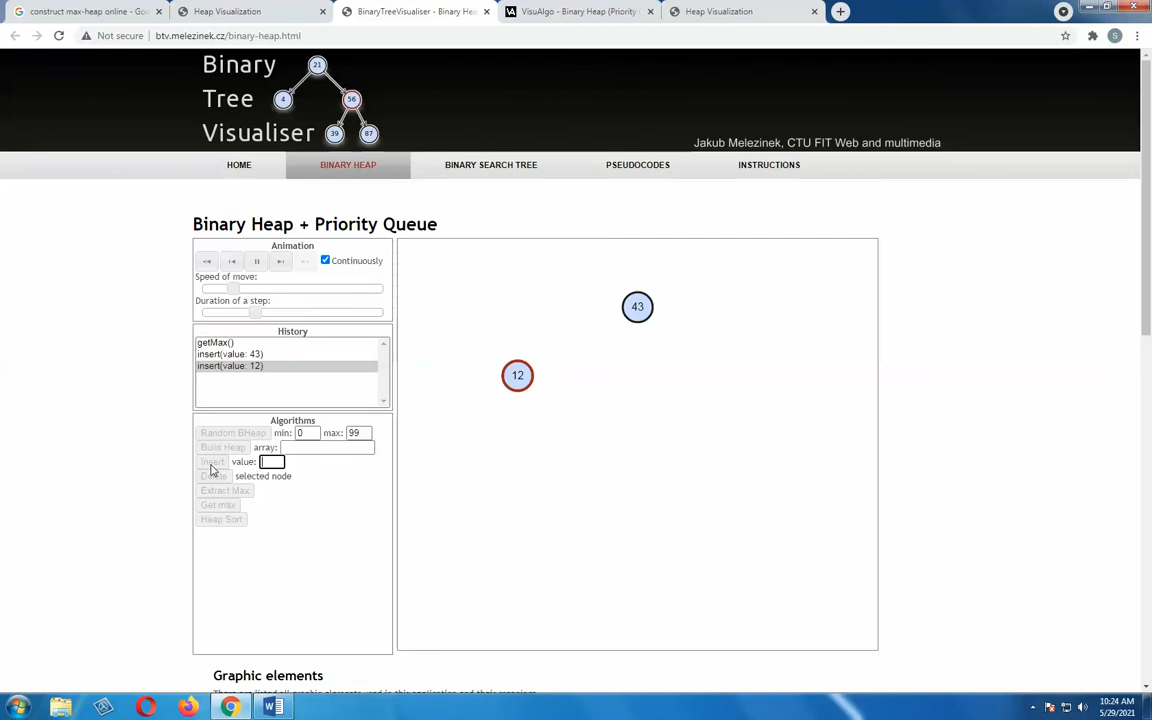 construct max-heap online - Goo
Heap Visualization
BinaryTreeVisualiser - Binary He
VisuAlgo - Binary Heap (Priority
Heap Visualization
Not secure
btv.melezinek.cz/binary-heap.html
S
Binary
Tree
Visualiser
21
4
56
39
87
Jakub Melezinek, CTU FIT Web and multimedia
HOME
BINARY HEAP
BINARY SEARCH TREE
PSEUDOCODES
INSTRUCTIONS
Binary Heap + Priority Queue
Animation
Continuously
Speed of move:
Duration of a step:
History
getMax()
insert(value: 43)
insert(value: 12)
Algorithms
Random BHeap min: 0 max: 99
Build Heap array:
Insert value:
Delete selected node
Extract Max
Get max
Heap Sort
43
12
Graphic elements
10:24 AM
5/29/2021